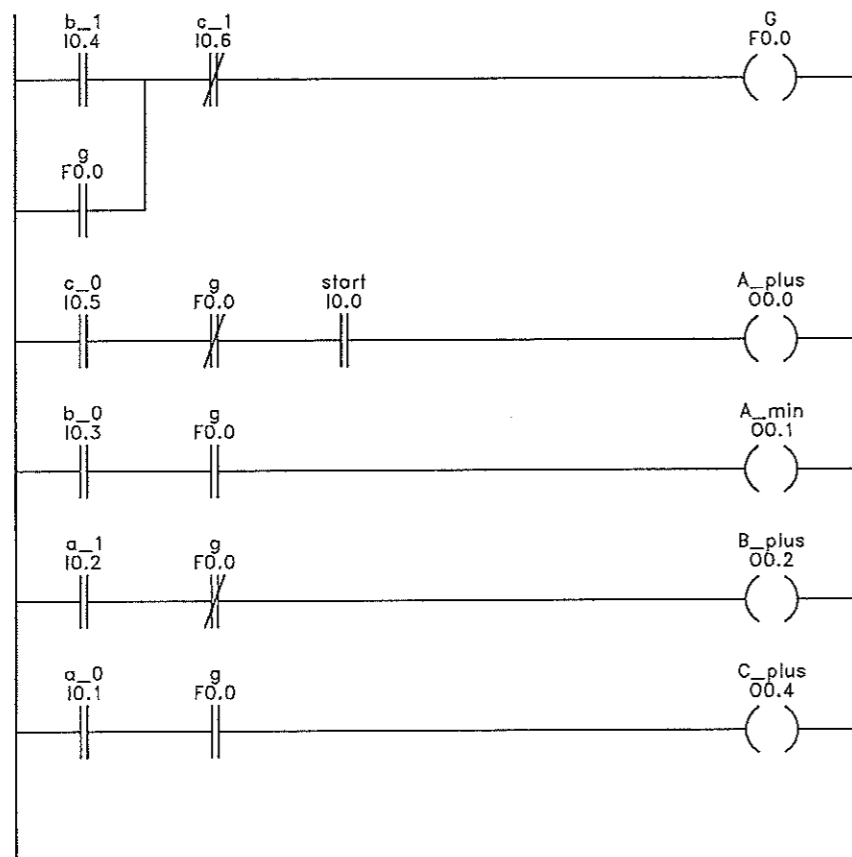 b_1
I0.4
c_1
I0.6
G
F0.0
g
F0.0
c_0
I0.5
g
F0.0
start
I0.0
A_plus
O0.0
b_0
I0.3
g
F0.0
A_min
O0.1
a_1
I0.2
g
F0.0
B_plus
O0.2
a_0
I0.1
g
F0.0
C_plus
O0.4